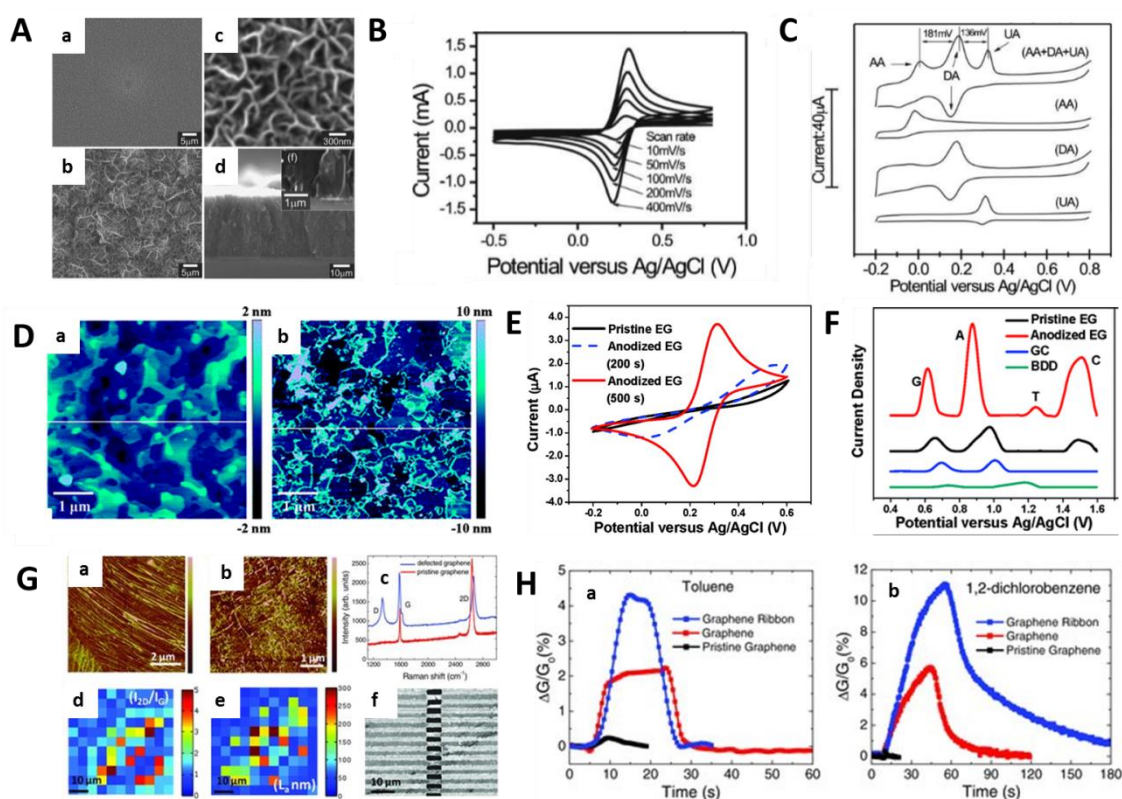 A
a
5μm
c
300nm
b
5μm
d
(f)
1μm
10μm
B
Current (mA)
1.5
1.0
0.5
0.0
-0.5
-1.0
-1.5
Scan rate
10mV/s
50mV/s
100mV/s
200mV/s
400mV/s
-0.5
0.0
0.5
1.0
Potential versus Ag/AgCl (V)
C
Current:40μA
181mV
136mV
UA
AA
DA
(AA+DA+UA)
(AA)
(DA)
(UA)
-0.2
0.0
0.2
0.4
0.6
0.8
Potential versus Ag/AgCl (V)
D
a
2 nm
1 μm
-2 nm
b
10 nm
1 μm
-10 nm
E
Current (μA)
5.0
4.0
3.0
2.0
1.0
0.0
-1.0
-2.0
-3.0
-4.0
Pristine EG
Anodized EG
(200 s)
Anodized EG
(500 s)
-0.2
0.0
0.2
0.4
0.6
Potential versus Ag/AgCl (V)
F
Current Density
Pristine EG
Anodized EG
GC
BDD
G
A
T
C
0.4
0.6
0.8
1.0
1.2
1.4
1.6
Potential versus Ag/AgCl (V)
G
a
2 μm
b
1 μm
c
Intensity (arb. units)
2500
2000
1500
1000
500
0
defected graphene
pristine graphene
D
G
2D
1200
1600
2000
2400
2800
Raman shift (cm⁻¹)
d
(I2D/IG)
10 μm
5
4
3
2
1
0
e
(La nm)
10 μm
300
250
200
150
100
50
0
f
10 μm
H
a
Toluene
ΔG/G0(%)
5
4
3
2
1
0
Graphene Ribbon
Graphene
Pristine Graphene
0
10
20
30
40
50
60
Time (s)
b
1,2-dichlorobenzene
ΔG/G0(%)
12
10
8
6
4
2
0
Graphene Ribbon
Graphene
Pristine Graphene
0
30
60
90
120
150
180
Time (s)